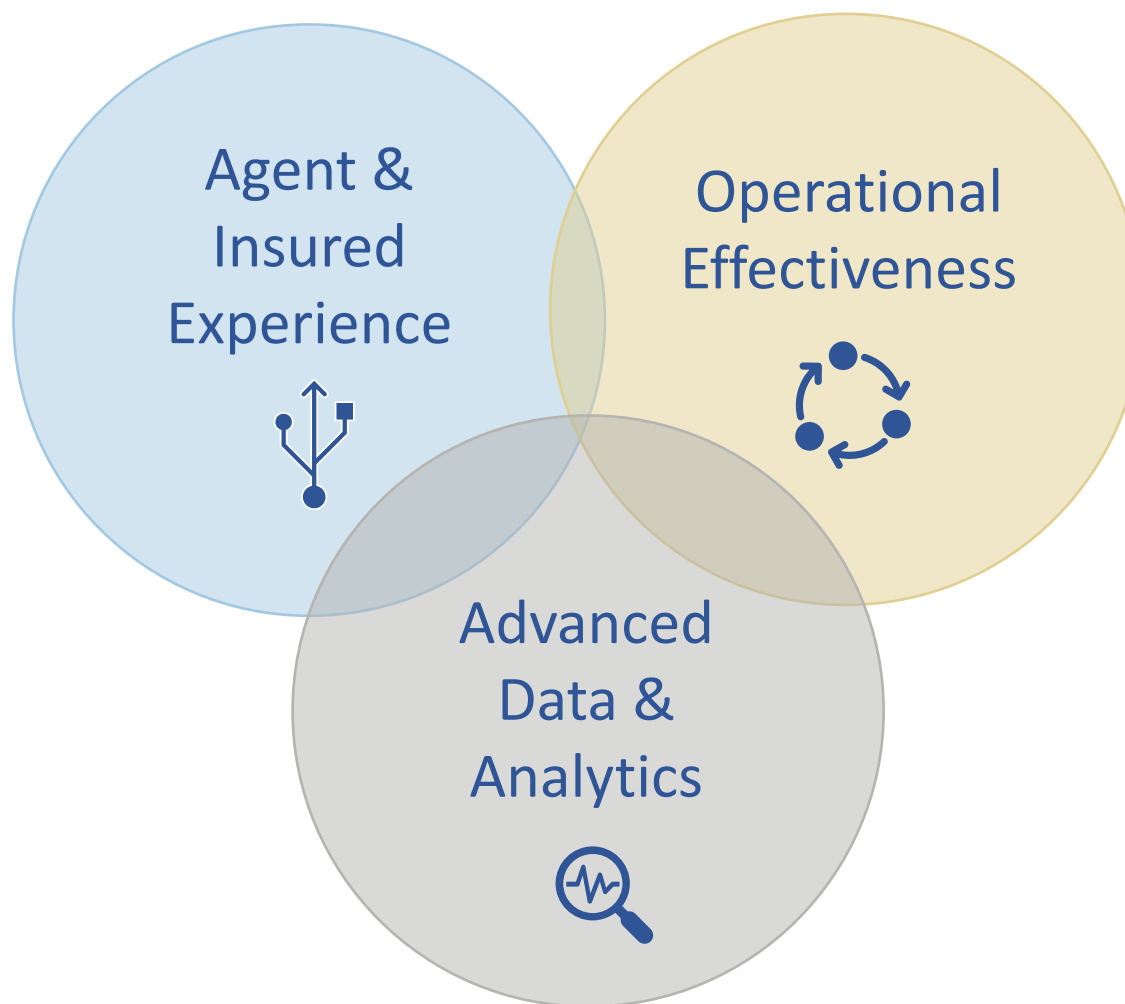 Agent &
Insured
Experience
Operational
Effectiveness
Advanced
Data &
Analytics